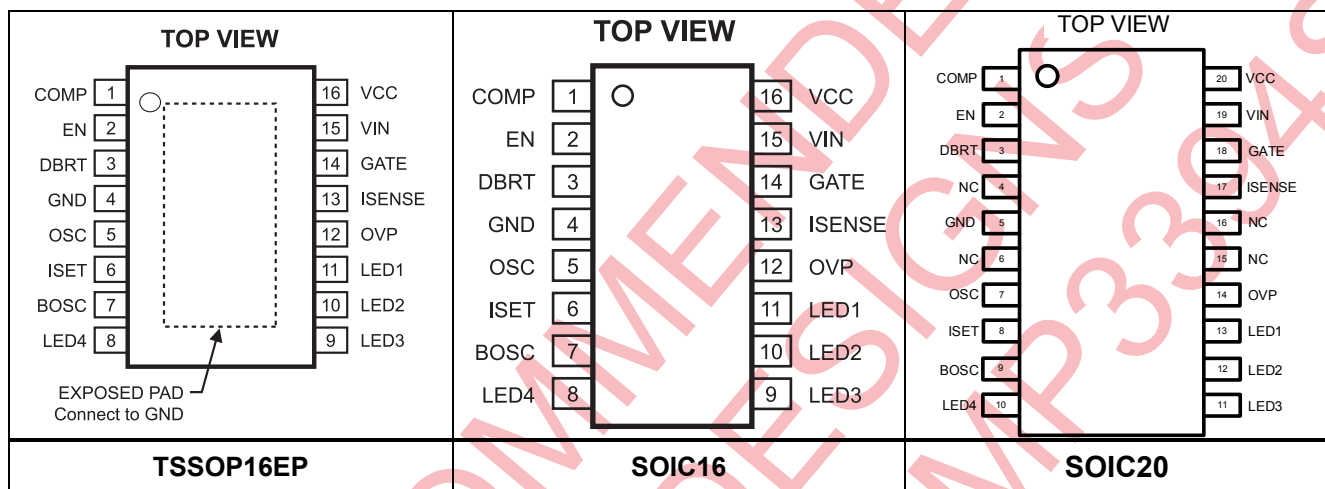 TOP VIEW
COMP 1
EN 2
DBRT 3
GND 4
OSC 5
ISET 6
BOSC 7
LED4 8
16 VCC
15 VIN
14 GATE
13 ISENSE
12 OVP
11 LED1
10 LED2
9 LED3
EXPOSED PAD
Connect to GND
TSSOP16EP
TOP VIEW
COMP 1
EN 2
DBRT 3
GND 4
OSC 5
ISET 6
BOSC 7
LED4 8
16 VCC
15 VIN
14 GATE
13 ISENSE
12 OVP
11 LED1
10 LED2
9 LED3
SOIC16
TOP VIEW
COMP 1
EN 2
DBRT 3
NC 4
GND 5
NC 6
OSC 7
ISET 8
BOSC 9
LED4 10
20 VCC
19 VIN
18 GATE
17 ISENSE
16 NC
15 NC
14 OVP
13 LED1
12 LED2
11 LED3
SOIC20
DESIGNS